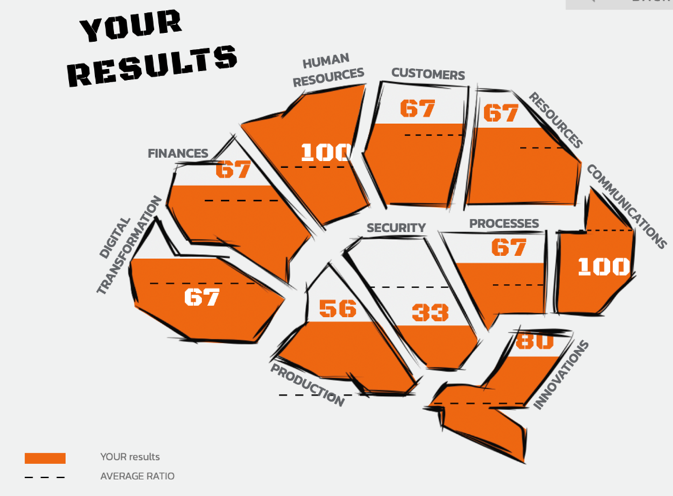 YOUR
RESULTS
HUMAN
RESOURCES
CUSTOMERS
RESOURCES
COMMUNICATIONS
FINANCES
DIGITAL
TRANSFORMATION
SECURITY
PROCESSES
PRODUCTION
INNOVATIONS
67
100
67
67
67
56
33
67
100
80
YOUR results
AVERAGE RATIO